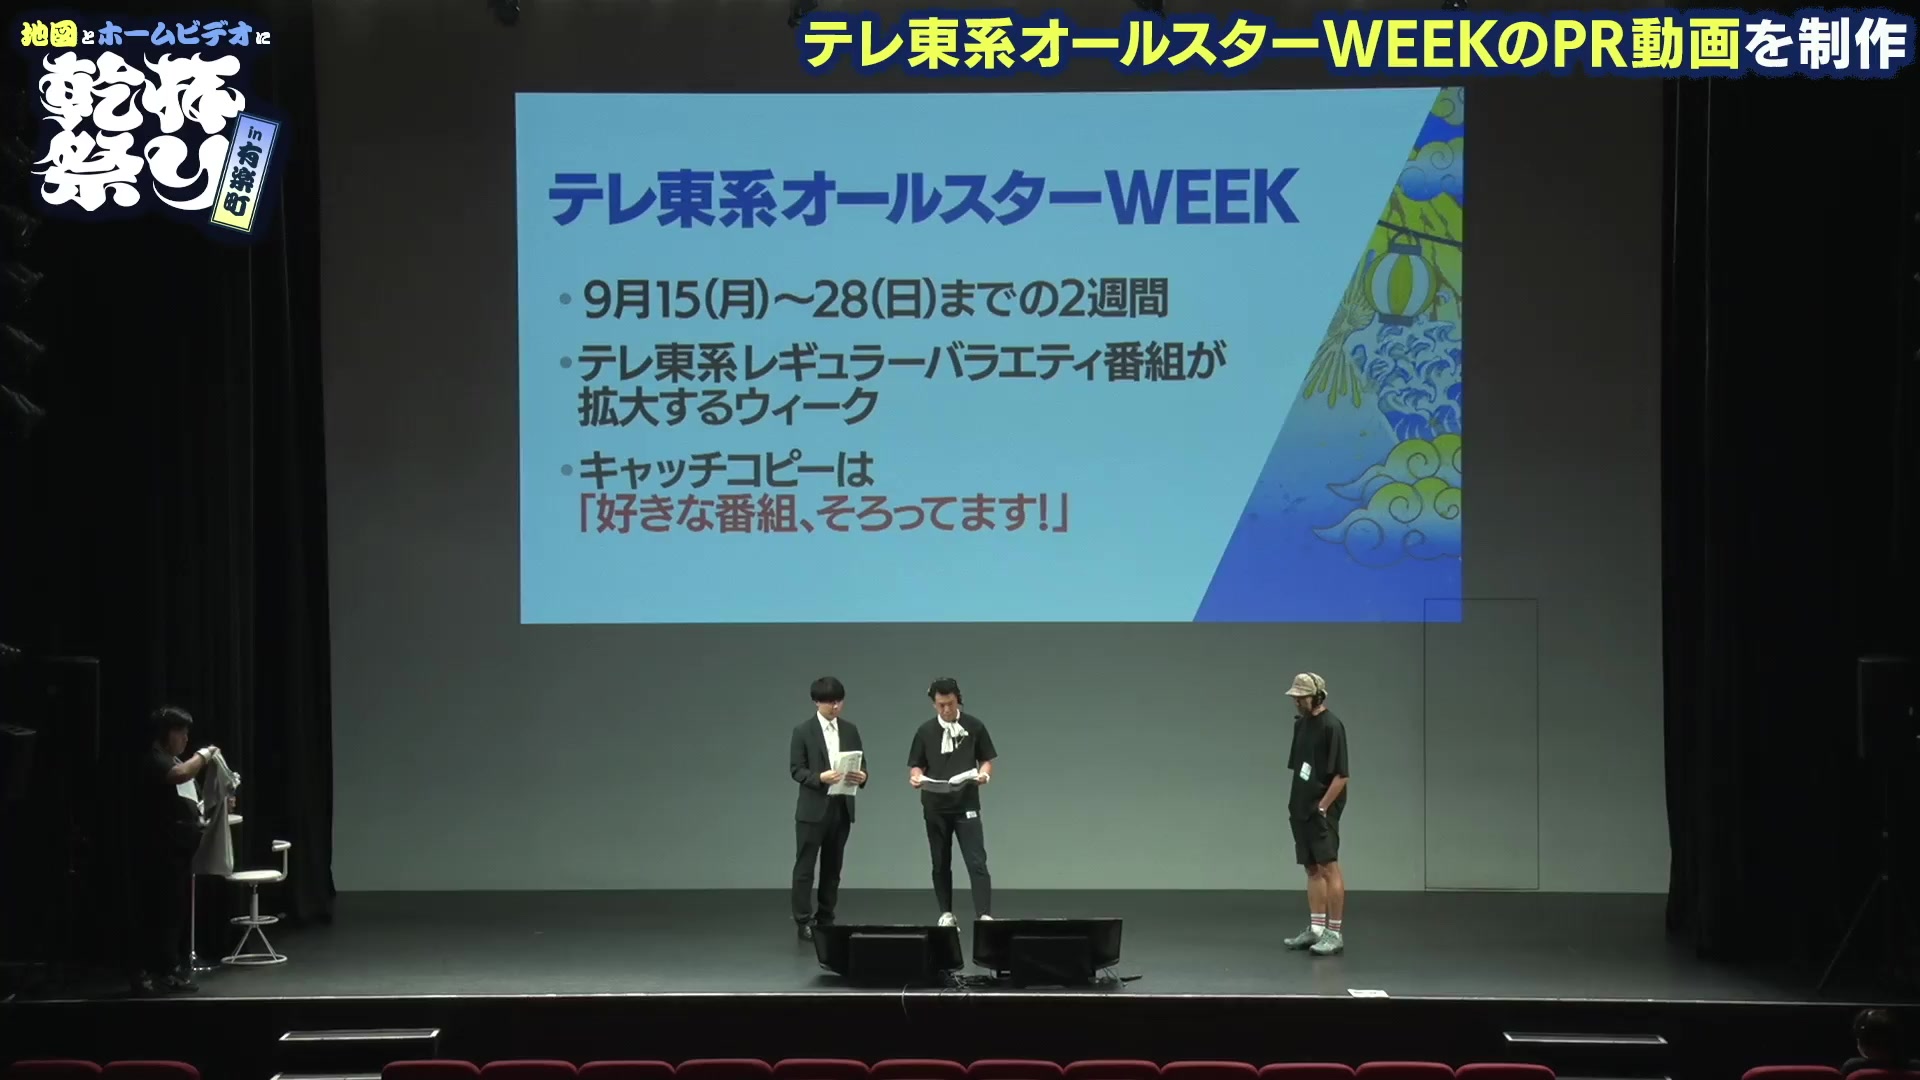 地図とホームビデオに
乾杯
祭り
in有楽町
テレ東系オールスターWEEKのPR動画を制作
テレ東系オールスターWEEK
・9月15(月)〜28(日)までの2週間
・テレ東系レギュラーバラエティ番組が
拡大するウィーク
・キャッチコピーは
「好きな番組、そろってます!」